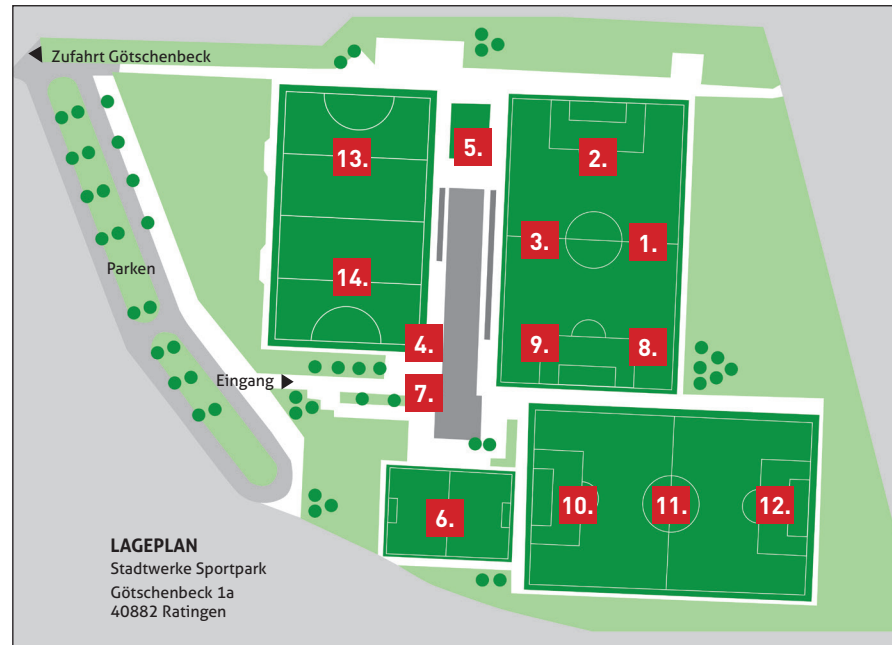 Zufahrt Götschenbeck
5.
13.
2.
3.
1.
Parken
14.
4.
9.
8.
Eingang
7.
10.
11.
12.
6.
LAGEPLAN
Stadtwerke Sportpark
Götschenbeck 1a
40882 Ratingen